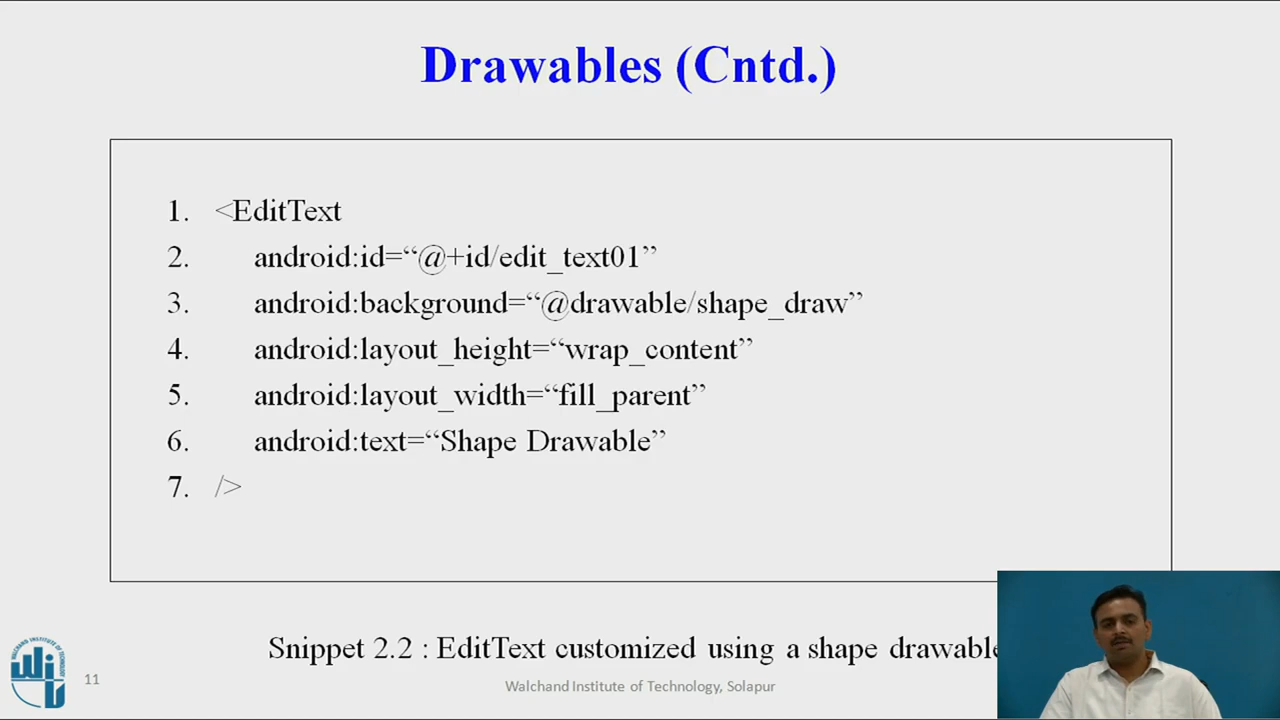 Drawables (Cntd.)
1. <EditText
2. android:id=“@+id/edit_text01”
3. android:background=“@drawable/shape_draw”
4. android:layout_height=“wrap_content”
5. android:layout_width=“fill_parent”
6. android:text=“Shape Drawable”
7. />
Snippet 2.2 : EditText customized using a shape drawable
11
Walchand Institute of Technology, Solapur